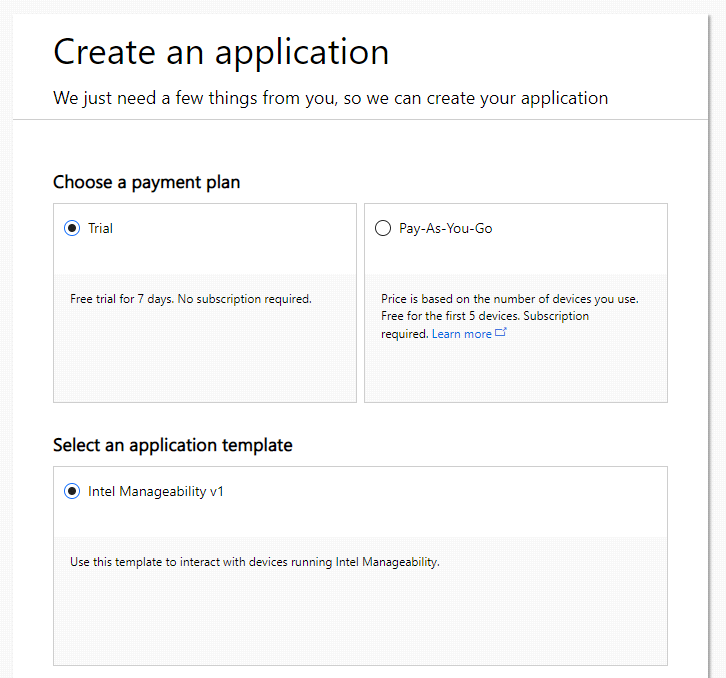 Create an application
We just need a few things from you, so we can create your application
Choose a payment plan
Trial
Free trial for 7 days. No subscription required.
Pay-As-You-Go
Price is based on the number of devices you use.
Free for the first 5 devices. Subscription
required. Learn more
Select an application template
Intel Manageability v1
Use this template to interact with devices running Intel Manageability.